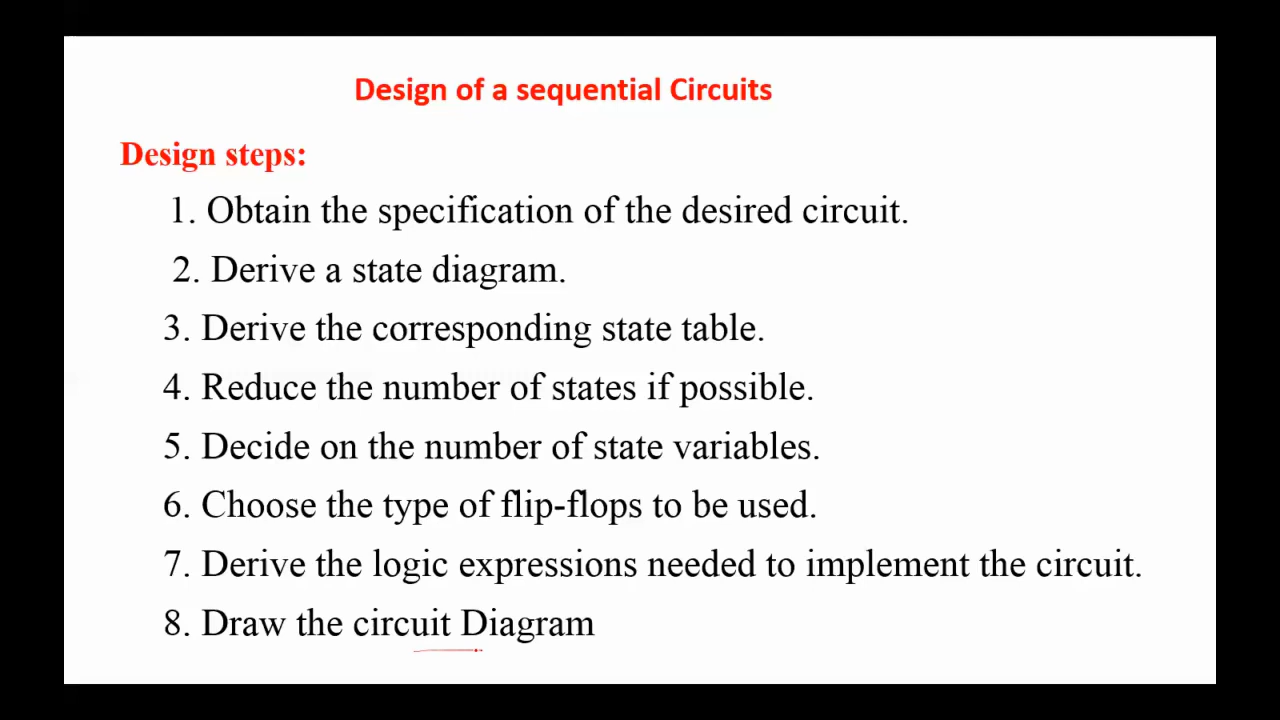 Design of a sequential Circuits
Design steps:
1. Obtain the specification of the desired circuit.
2. Derive a state diagram.
3. Derive the corresponding state table.
4. Reduce the number of states if possible.
5. Decide on the number of state variables.
6. Choose the type of flip-flops to be used.
7. Derive the logic expressions needed to implement the circuit.
8. Draw the circuit Diagram